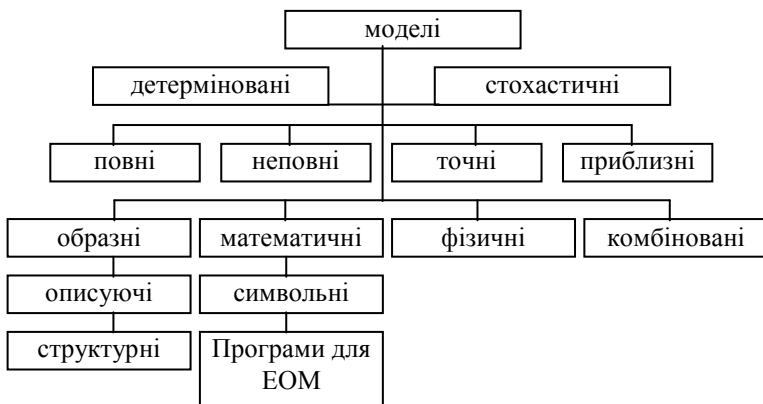 моделі
детерміновані
стохастичні
повні
неповні
точні
приблизні
образні
математичні
фізичні
комбіновані
описуючі
символьні
структурні
Програми для
ЕОМ